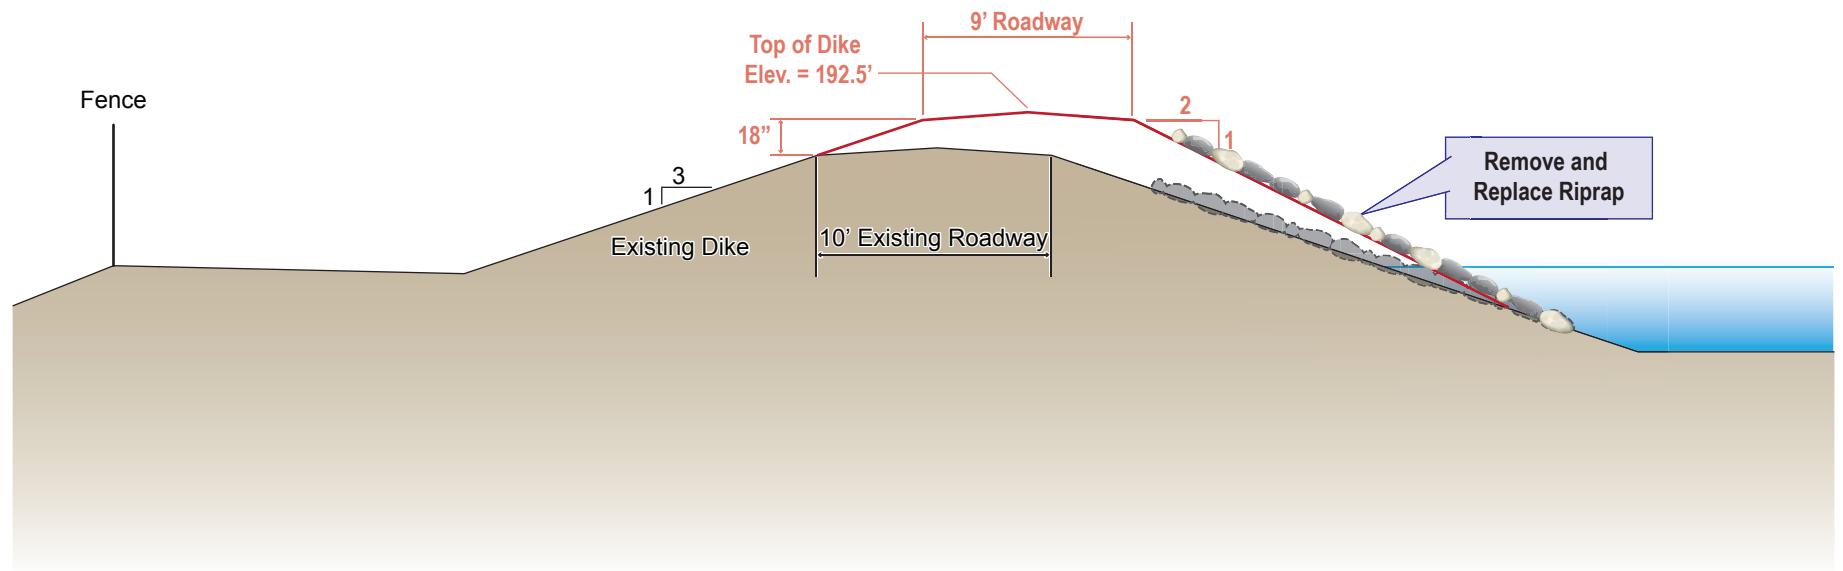 9’ Roadway
Top of Dike
Elev. = 192.5’
Fence
2
18”
1
Remove and
Replace Riprap
3
1
Existing Dike
10’ Existing Roadway